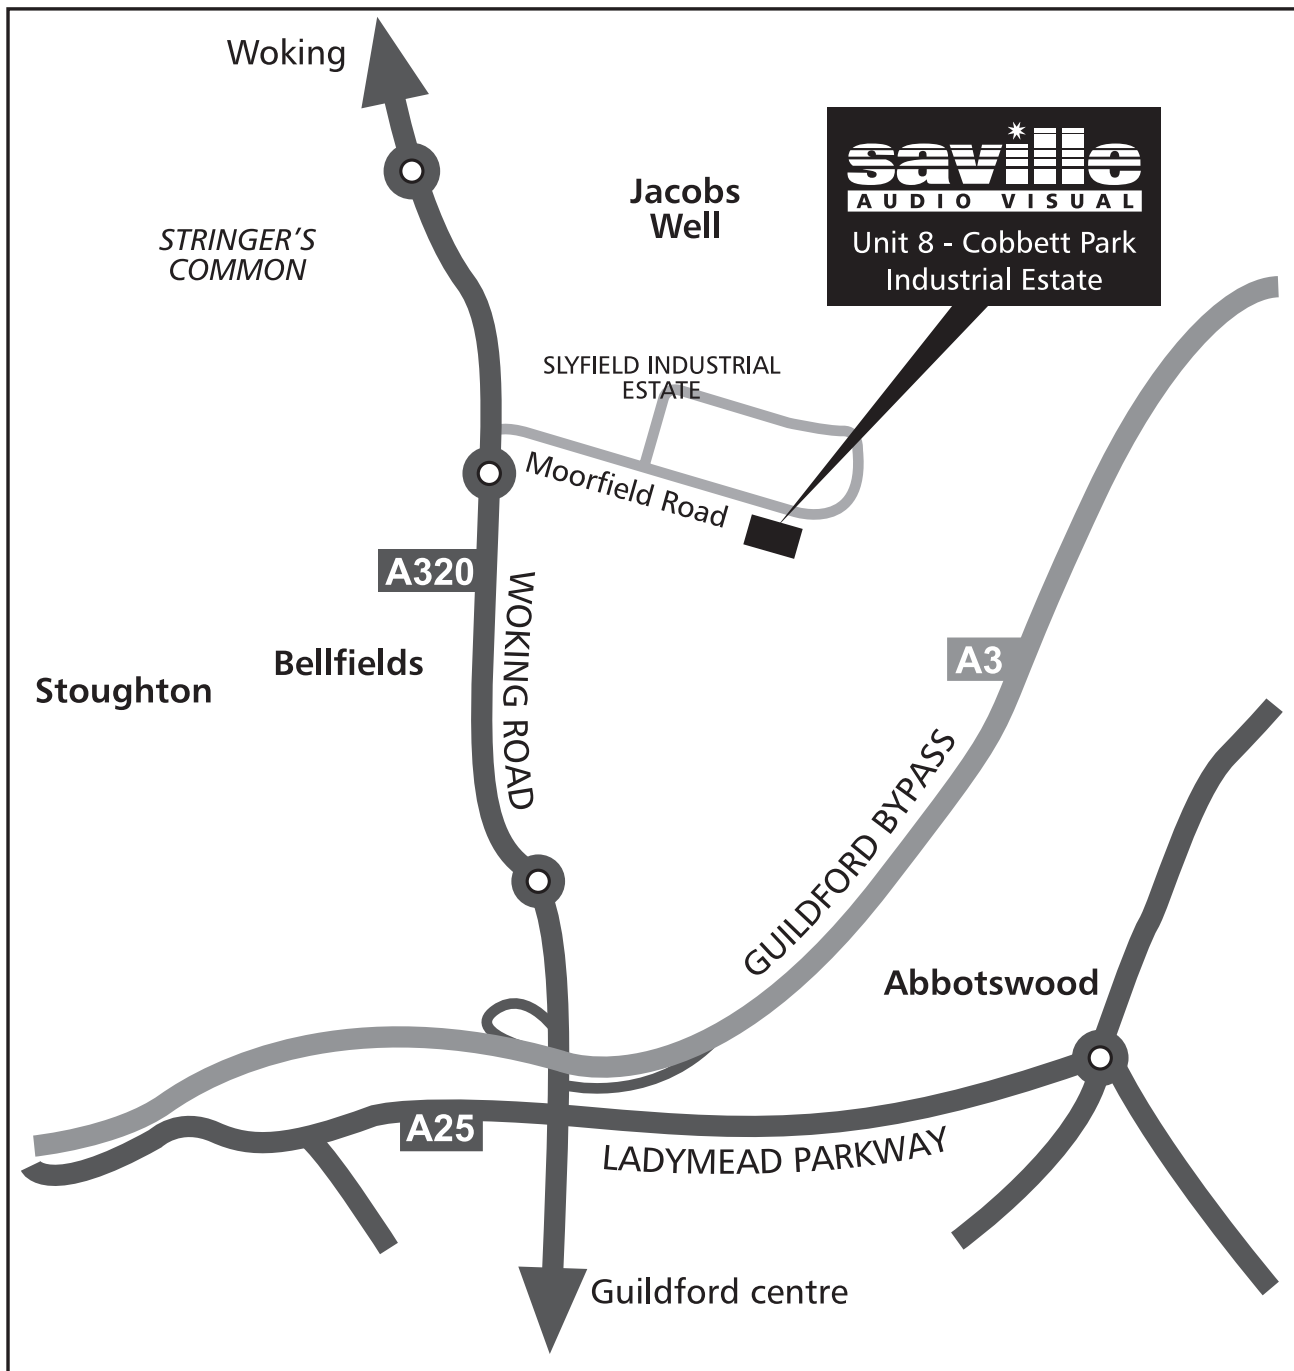 Woking
saville
AUDIO VISUAL
Unit 8 - Cobbett Park
Industrial Estate
Jacobs
Well
STRINGER'S
COMMON
SLYFIELD INDUSTRIAL
ESTATE
Moorfield Road
A320
WOKING ROAD
Bellfields
Stoughton
A3
GUILDFORD BYPASS
Abbotswood
A25
LADYMEAD PARKWAY
Guildford centre